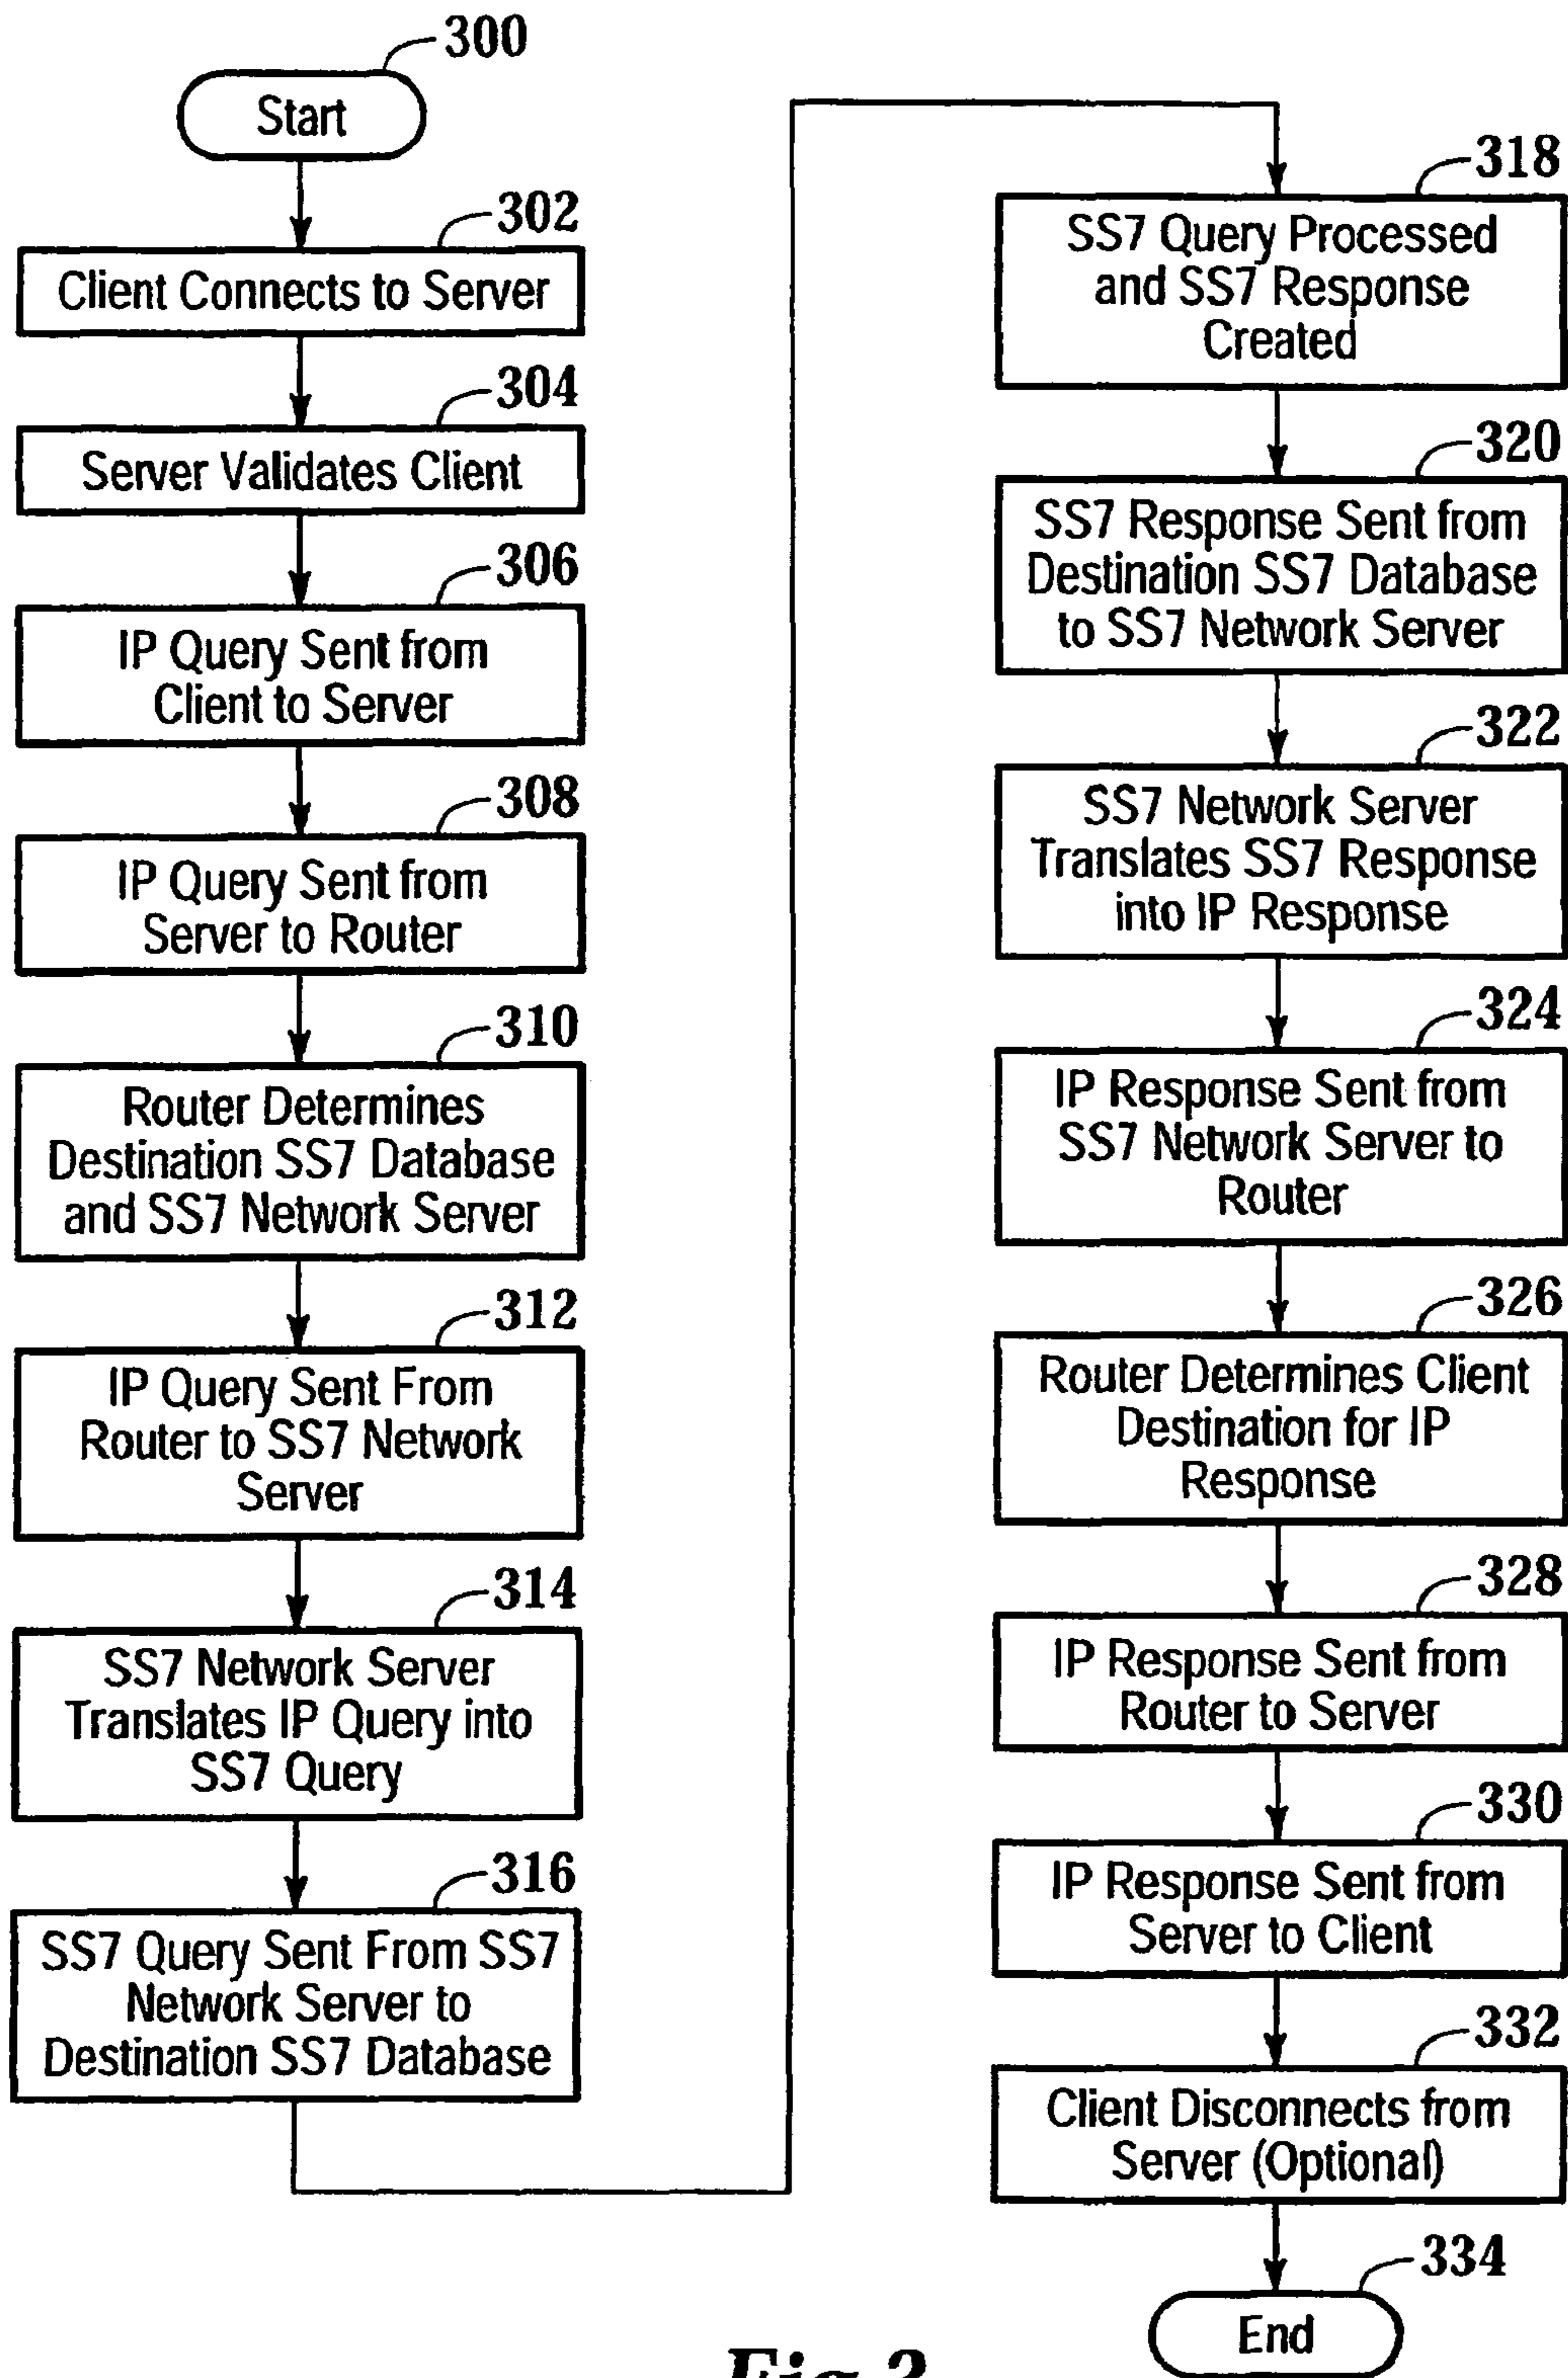 300
Start
302
Client Connects to Server
304
Server Validates Client
306
IP Query Sent from
Client to Server
308
IP Query Sent from
Server to Router
310
Router Determines
Destination SS7 Database
and SS7 Network Server
312
IP Query Sent From
Router to SS7 Network
Server
314
SS7 Network Server
Translates IP Query into
SS7 Query
316
SS7 Query Sent From SS7
Network Server to
Destination SS7 Database
318
SS7 Query Processed
and SS7 Response
Created
320
SS7 Response Sent from
Destination SS7 Database
to SS7 Network Server
322
SS7 Network Server
Translates SS7 Response
into IP Response
324
IP Response Sent from
SS7 Network Server to
Router
326
Router Determines Client
Destination for IP
Response
328
IP Response Sent from
Router to Server
330
IP Response Sent from
Server to Client
332
Client Disconnects from
Server (Optional)
334
End